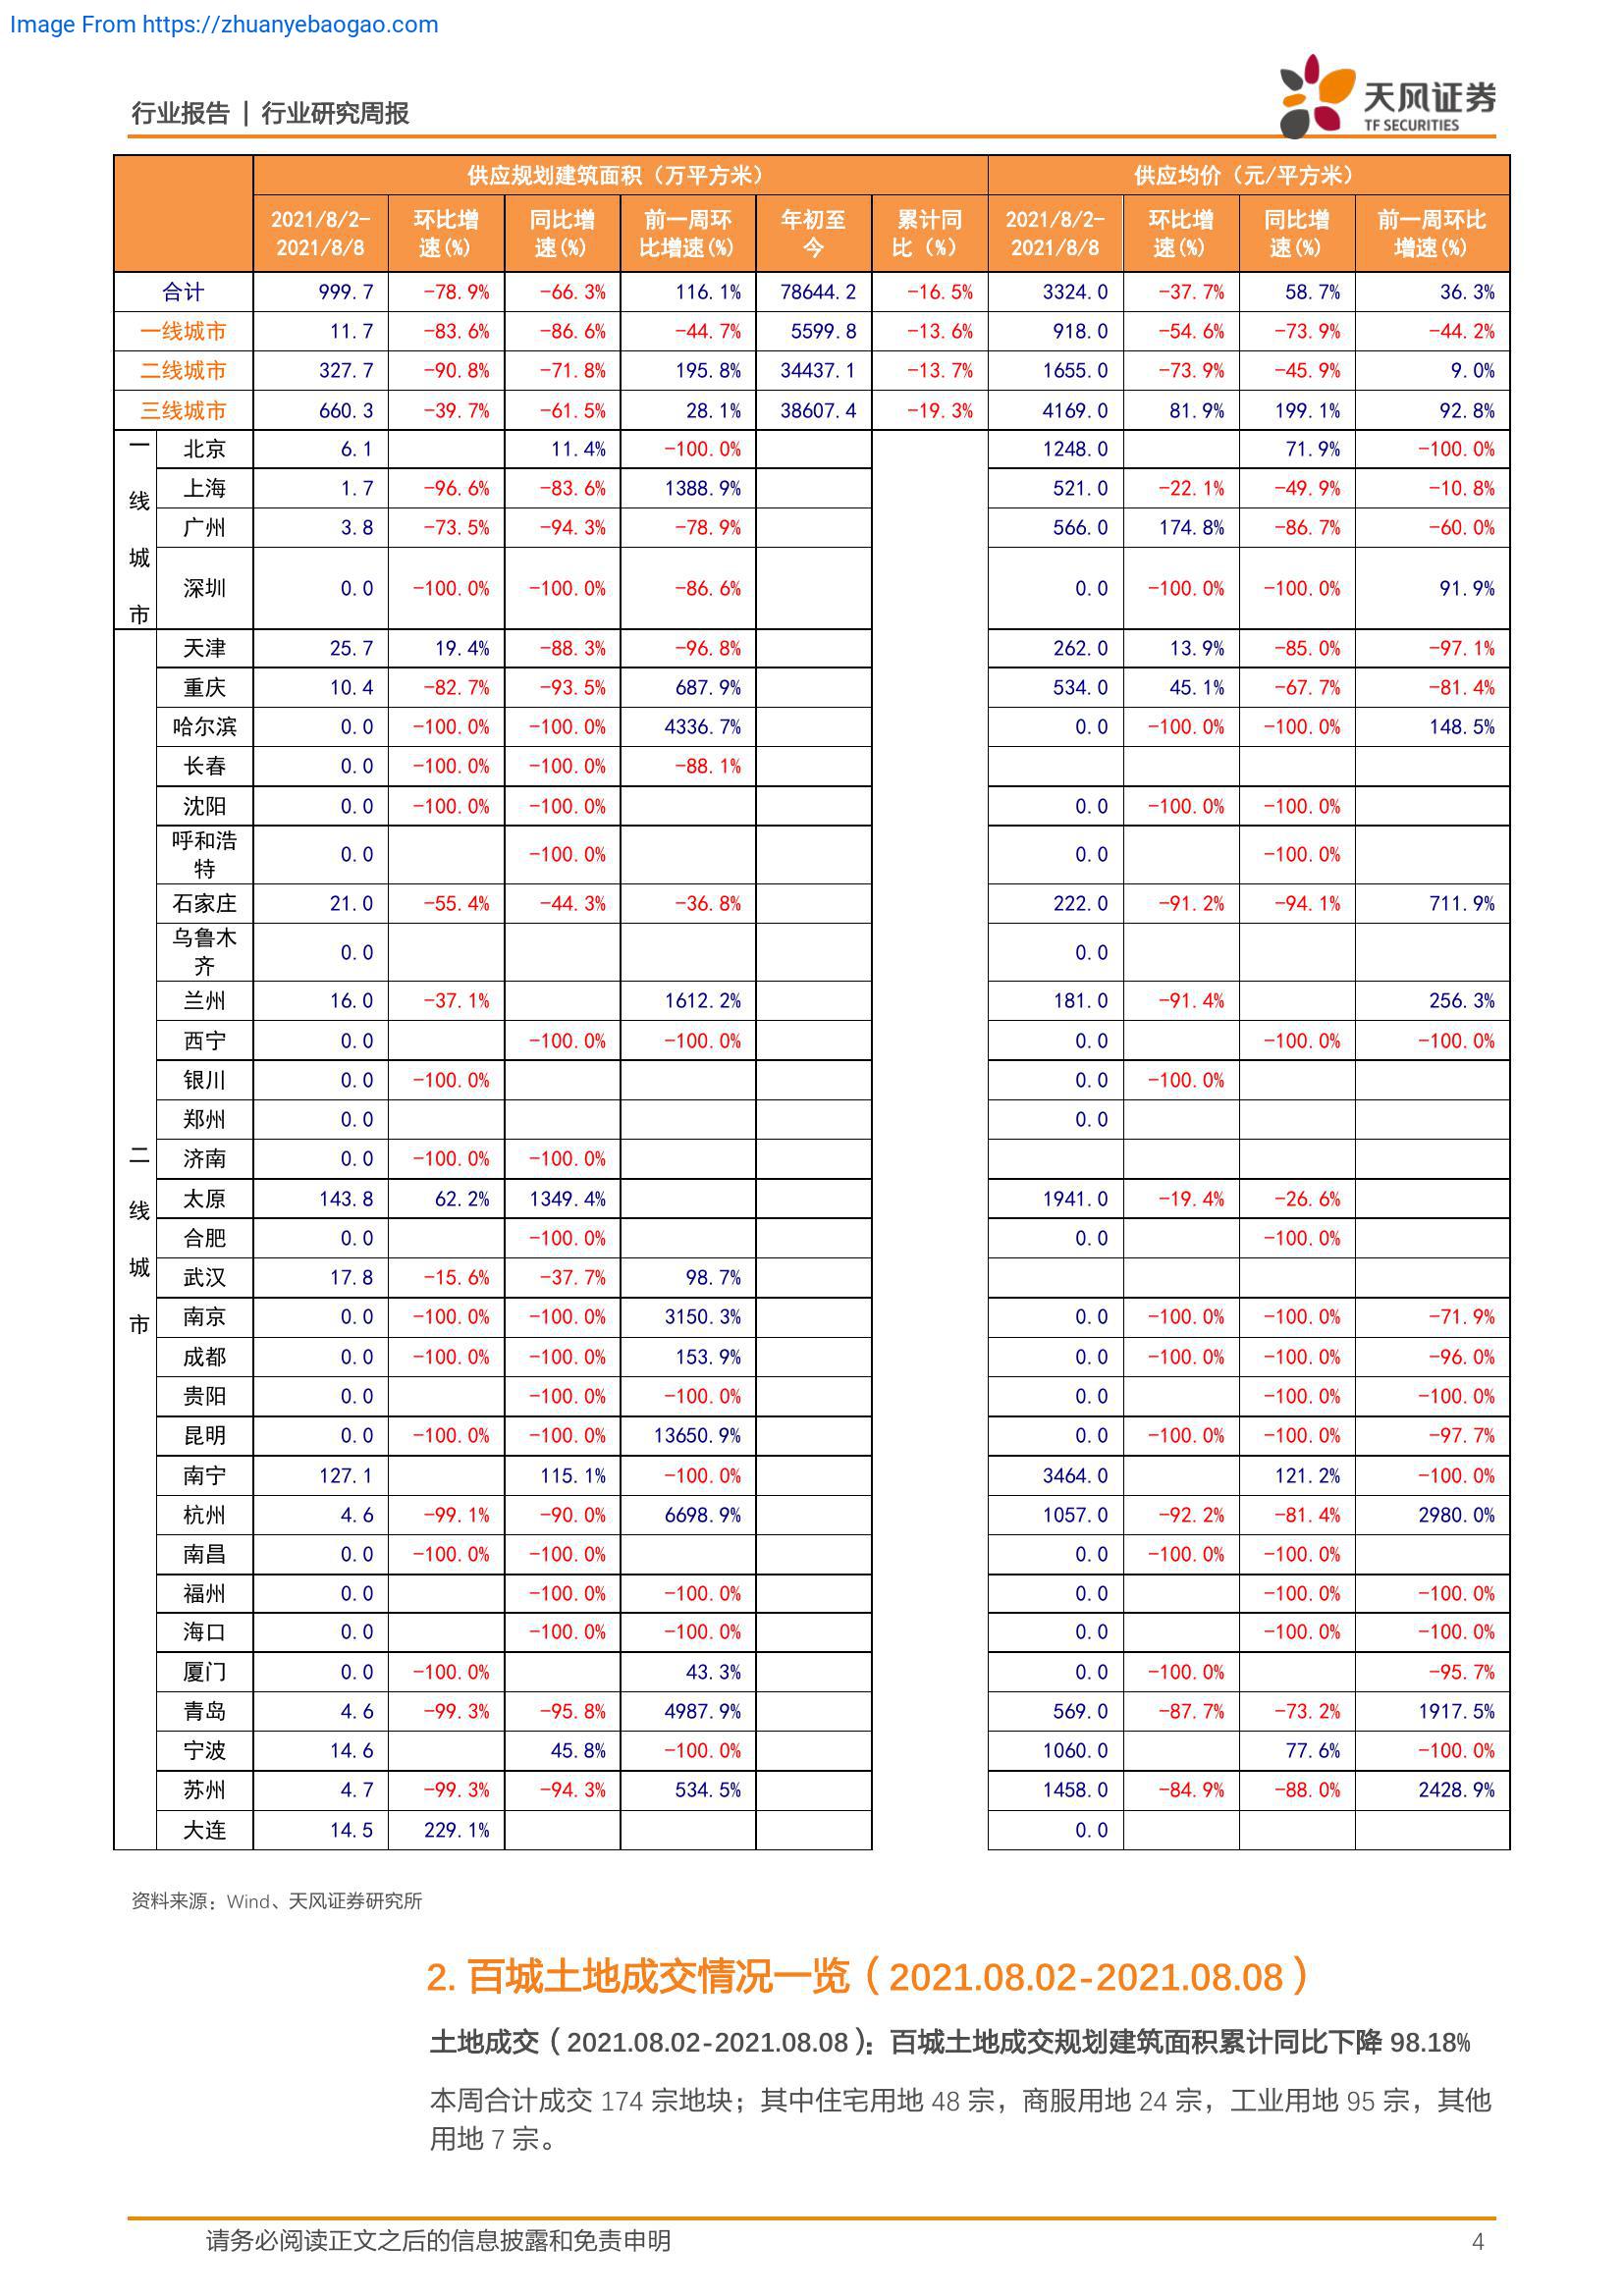 Image From https://zhuanyebaogao.com
行业报告 | 行业研究周报
天风证券
TF SECURITIES
供应规划建筑面积（万平方米） 供应均价（元/平方米）
2021/8/2-2021/8/8 环比增速(%) 同比增速(%) 前一周环比增速(%) 年初至今 累计同比（%） 2021/8/2-2021/8/8 环比增速(%) 同比增速(%) 前一周环比增速(%)
合计 999.7 -78.9% -66.3% 116.1% 78644.2 -16.5% 3324.0 -37.7% 58.7% 36.3%
一线城市 11.7 -83.6% -86.6% -44.7% 5599.8 -13.6% 918.0 -54.6% -73.9% -44.2%
二线城市 327.7 -90.8% -71.8% 195.8% 34437.1 -13.7% 1655.0 -73.9% -45.9% 9.0%
三线城市 660.3 -39.7% -61.5% 28.1% 38607.4 -19.3% 4169.0 81.9% 199.1% 92.8%
一线城市
北京 6.1 11.4% -100.0% 1248.0 71.9% -100.0%
上海 1.7 -96.6% -83.6% 1388.9% 521.0 -22.1% -49.9% -10.8%
广州 3.8 -73.5% -94.3% -78.9% 566.0 174.8% -86.7% -60.0%
深圳 0.0 -100.0% -100.0% -86.6% 0.0 -100.0% -100.0% 91.9%
二线城市
天津 25.7 19.4% -88.3% -96.8% 262.0 13.9% -85.0% -97.1%
重庆 10.4 -82.7% -93.5% 687.9% 534.0 45.1% -67.7% -81.4%
哈尔滨 0.0 -100.0% -100.0% 4336.7% 0.0 -100.0% -100.0% 148.5%
长春 0.0 -100.0% -100.0% -88.1%
沈阳 0.0 -100.0% -100.0% 0.0 -100.0% -100.0%
呼和浩特 0.0 -100.0% 0.0 -100.0%
石家庄 21.0 -55.4% -44.3% -36.8% 222.0 -91.2% -94.1% 711.9%
乌鲁木齐 0.0 0.0
兰州 16.0 -37.1% 1612.2% 181.0 -91.4% 256.3%
西宁 0.0 -100.0% -100.0% 0.0 -100.0% -100.0%
银川 0.0 -100.0% 0.0 -100.0%
郑州 0.0 0.0
济南 0.0 -100.0% -100.0%
太原 143.8 62.2% 1349.4% 1941.0 -19.4% -26.6%
合肥 0.0 -100.0% 0.0 -100.0%
武汉 17.8 -15.6% -37.7% 98.7%
南京 0.0 -100.0% -100.0% 3150.3% 0.0 -100.0% -100.0% -71.9%
成都 0.0 -100.0% -100.0% 153.9% 0.0 -100.0% -100.0% -96.0%
贵阳 0.0 -100.0% -100.0% 0.0 -100.0% -100.0%
昆明 0.0 -100.0% -100.0% 13650.9% 0.0 -100.0% -100.0% -97.7%
南宁 127.1 115.1% -100.0% 3464.0 121.2% -100.0%
杭州 4.6 -99.1% -90.0% 6698.9% 1057.0 -92.2% -81.4% 2980.0%
南昌 0.0 -100.0% -100.0% 0.0 -100.0% -100.0%
福州 0.0 -100.0% -100.0% 0.0 -100.0% -100.0%
海口 0.0 -100.0% -100.0% 0.0 -100.0% -100.0%
厦门 0.0 -100.0% 43.3% 0.0 -100.0% -95.7%
青岛 4.6 -99.3% -95.8% 4987.9% 569.0 -87.7% -73.2% 1917.5%
宁波 14.6 45.8% -100.0% 1060.0 77.6% -100.0%
苏州 4.7 -99.3% -94.3% 534.5% 1458.0 -84.9% -88.0% 2428.9%
大连 14.5 229.1% 0.0
资料来源：Wind、天风证券研究所
2. 百城土地成交情况一览（2021.08.02-2021.08.08）
土地成交（2021.08.02-2021.08.08）：百城土地成交规划建筑面积累计同比下降 98.18%
本周合计成交 174 宗地块；其中住宅用地 48 宗，商服用地 24 宗，工业用地 95 宗，其他
用地 7 宗。
请务必阅读正文之后的信息披露和免责申明 4